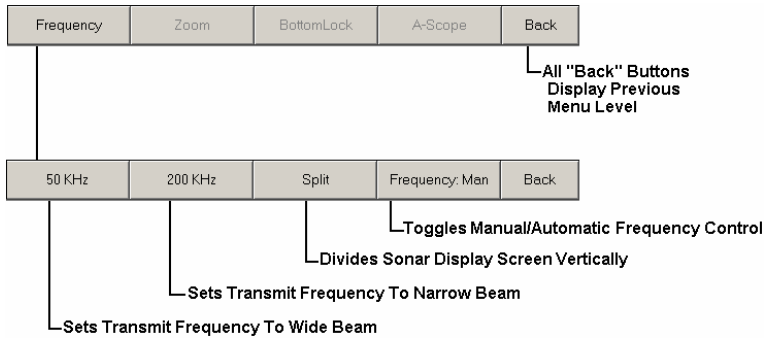 Frequency Zoom BottomLock A-Scope Back
All "Back" Buttons
Display Previous
Menu Level
50 KHz 200 KHz Split Frequency: Man Back
Toggles Manual/Automatic Frequency Control
Divides Sonar Display Screen Vertically
Sets Transmit Frequency To Narrow Beam
Sets Transmit Frequency To Wide Beam